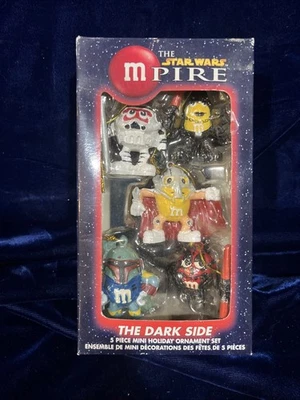 THE
STAR WARS
m PIRE
m
m
m
m
THE DARK SIDE
5 PIECE MINI HOLIDAY ORNAMENT SET
ENSEMBLE DE MINI DÉCORATIONS DES FÊTES DE 5 PIÈCES